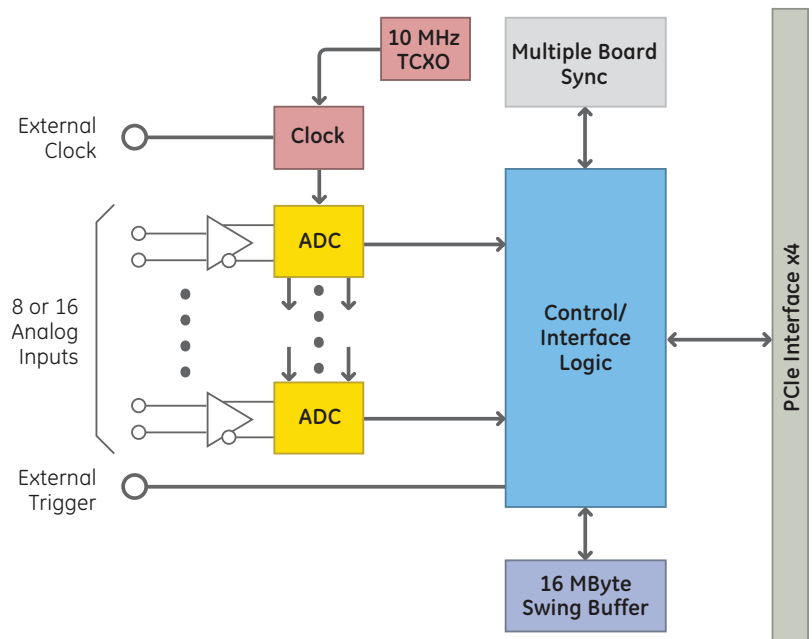 10 MHz
TCXO
Multiple Board
Sync
External
Clock
Clock
ADC
8 or 16
Analog
Inputs
Control/
Interface
Logic
PCIe Interface x4
ADC
External
Trigger
16 MByte
Swing Buffer